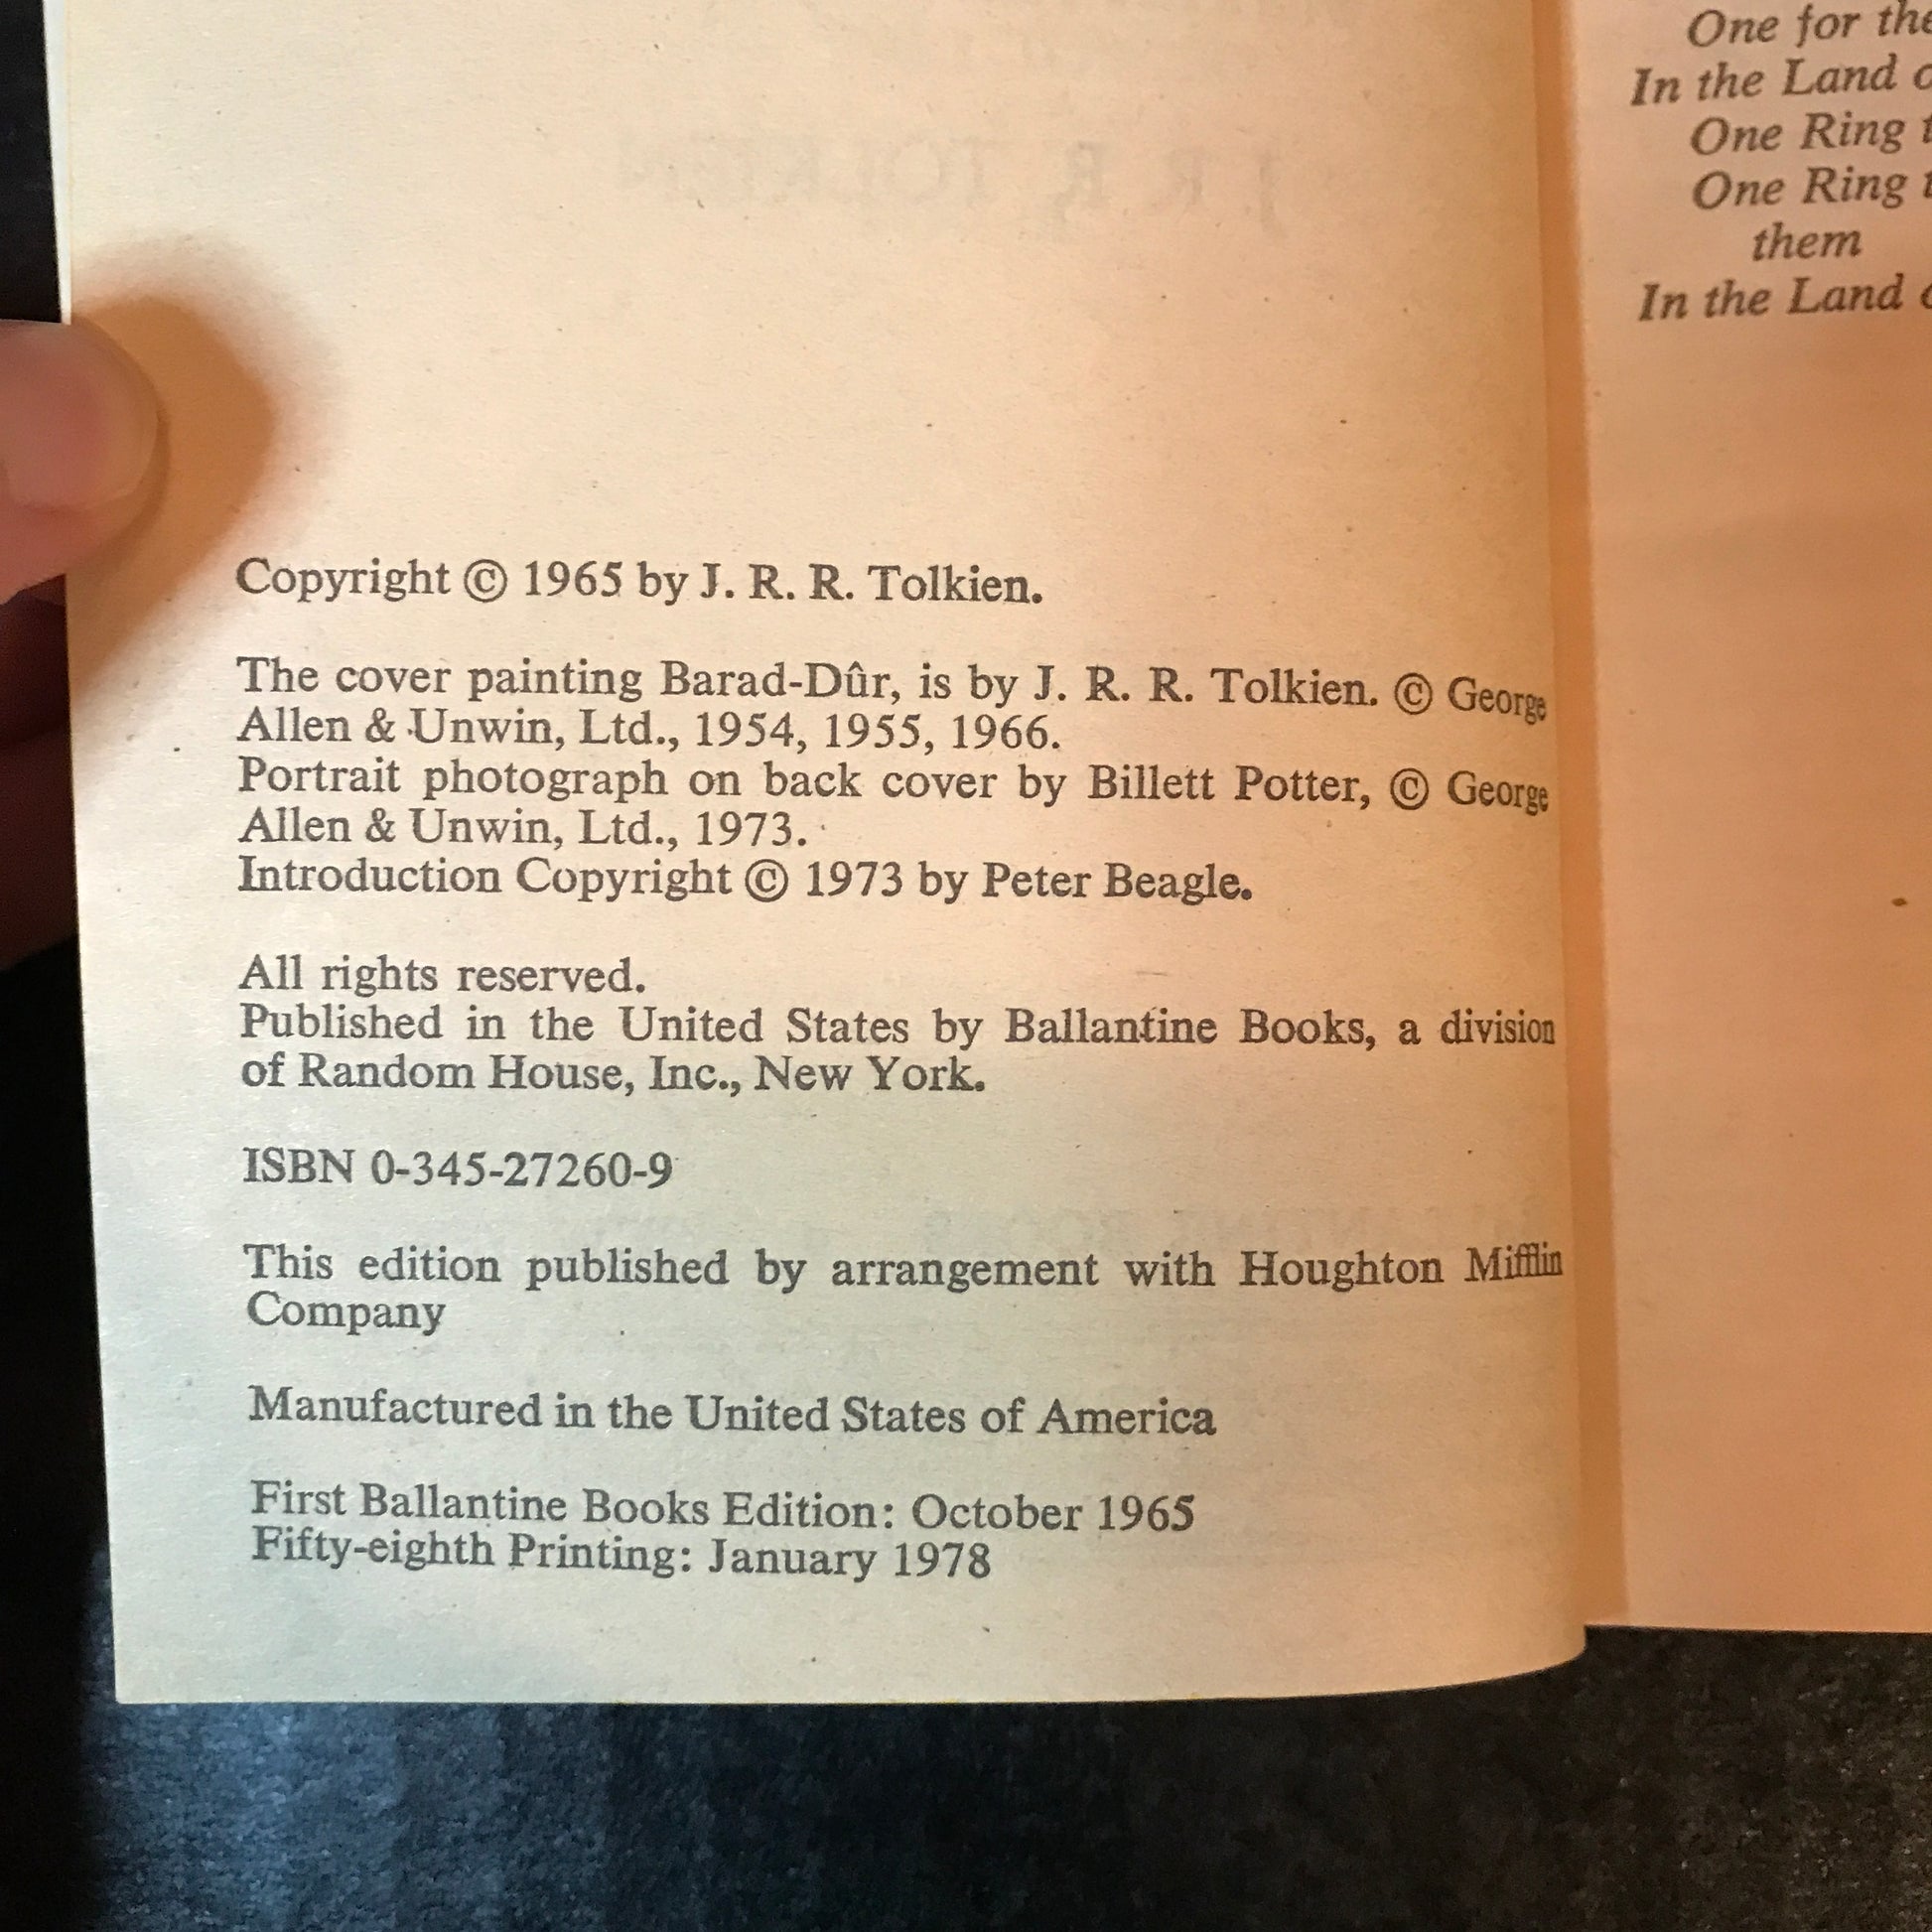 Copyright © 1965 by J. R. R. Tolkien.
The cover painting Barad-Dûr, is by J. R. R. Tolkien. © George
Allen & Unwin, Ltd., 1954, 1955, 1966.
Portrait photograph on back cover by Billett Potter, © George
Allen & Unwin, Ltd., 1973.
Introduction Copyright © 1973 by Peter Beagle.
All rights reserved.
Published in the United States by Ballantine Books, a division
of Random House, Inc., New York.
ISBN 0-345-27260-9
This edition published by arrangement with Houghton Mifflin
Company
Manufactured in the United States of America
First Ballantine Books Edition: October 1965
Fifty-eighth Printing: January 1978
One for the
In the Land
One Ring
One Ring
them
In the Land